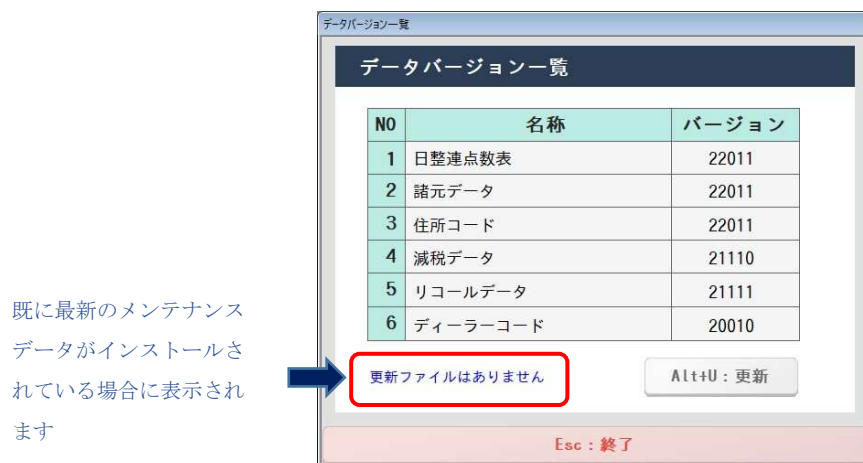 データバージョン一覧
データバージョン一覧
NO 名称 バージョン
1 日整連点数表 22011
2 諸元データ 22011
3 住所コード 22011
4 減税データ 21110
5 リコールデータ 21111
6 ディーラーコード 20010
既に最新のメンテナンス
データがインストールさ
れている場合に表示され
ます
更新ファイルはありません
Alt+U：更新
Esc：終了